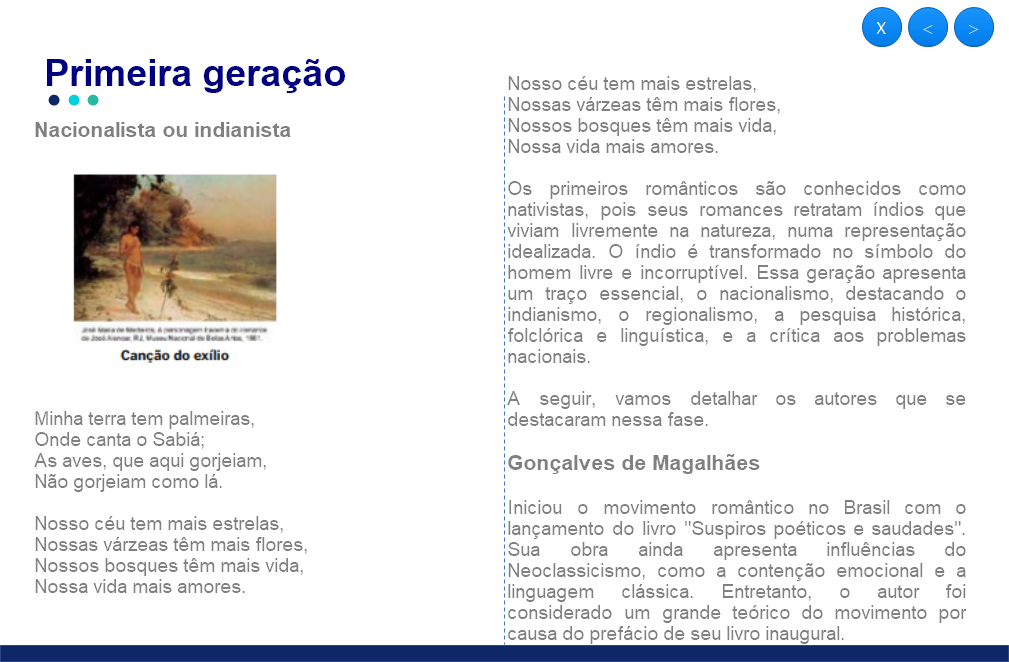 X < >
Primeira geração
Nacionalista ou indianista
José Maria de Medeiros, A personagem Iracema do romance
de José Alencar, RJ, Museu Nacional de Belas Artes, 1881.
Canção do exílio
Minha terra tem palmeiras,
Onde canta o Sabiá;
As aves, que aqui gorjeiam,
Não gorjeiam como lá.
Nosso céu tem mais estrelas,
Nossas várzeas têm mais flores,
Nossos bosques têm mais vida,
Nossa vida mais amores.
Nosso céu tem mais estrelas,
Nossas várzeas têm mais flores,
Nossos bosques têm mais vida,
Nossa vida mais amores.
Os primeiros românticos são conhecidos como
nativistas, pois seus romances retratam índios que
viviam livremente na natureza, numa representação
idealizada. O índio é transformado no símbolo do
homem livre e incorruptível. Essa geração apresenta
um traço essencial, o nacionalismo, destacando o
indianismo, o regionalismo, a pesquisa histórica,
folclórica e linguística, e a crítica aos problemas
nacionais.
A seguir, vamos detalhar os autores que se
destacaram nessa fase.
Gonçalves de Magalhães
Iniciou o movimento romântico no Brasil com o
lançamento do livro "Suspiros poéticos e saudades".
Sua obra ainda apresenta influências do
Neoclassicismo, como a contenção emocional e a
linguagem clássica. Entretanto, o autor foi
considerado um grande teórico do movimento por
causa do prefácio de seu livro inaugural.